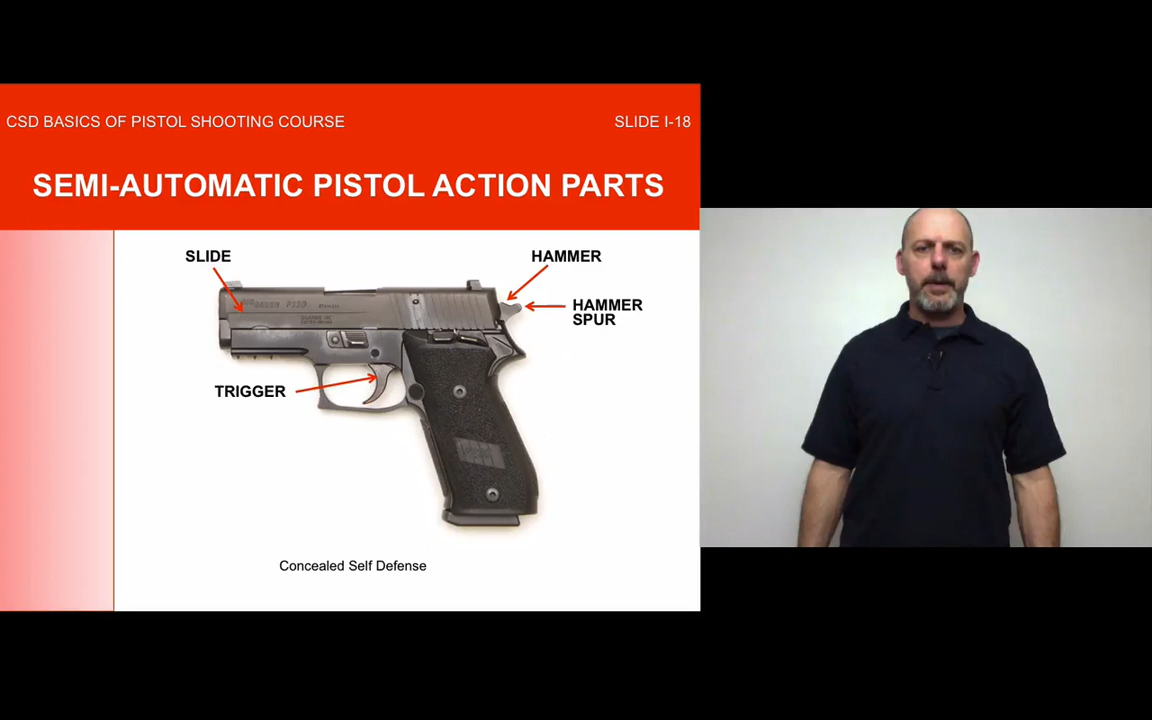 CSD BASICS OF PISTOL SHOOTING COURSE
SLIDE I-18
SEMI-AUTOMATIC PISTOL ACTION PARTS
SLIDE
HAMMER
HAMMER
SPUR
TRIGGER
Concealed Self Defense